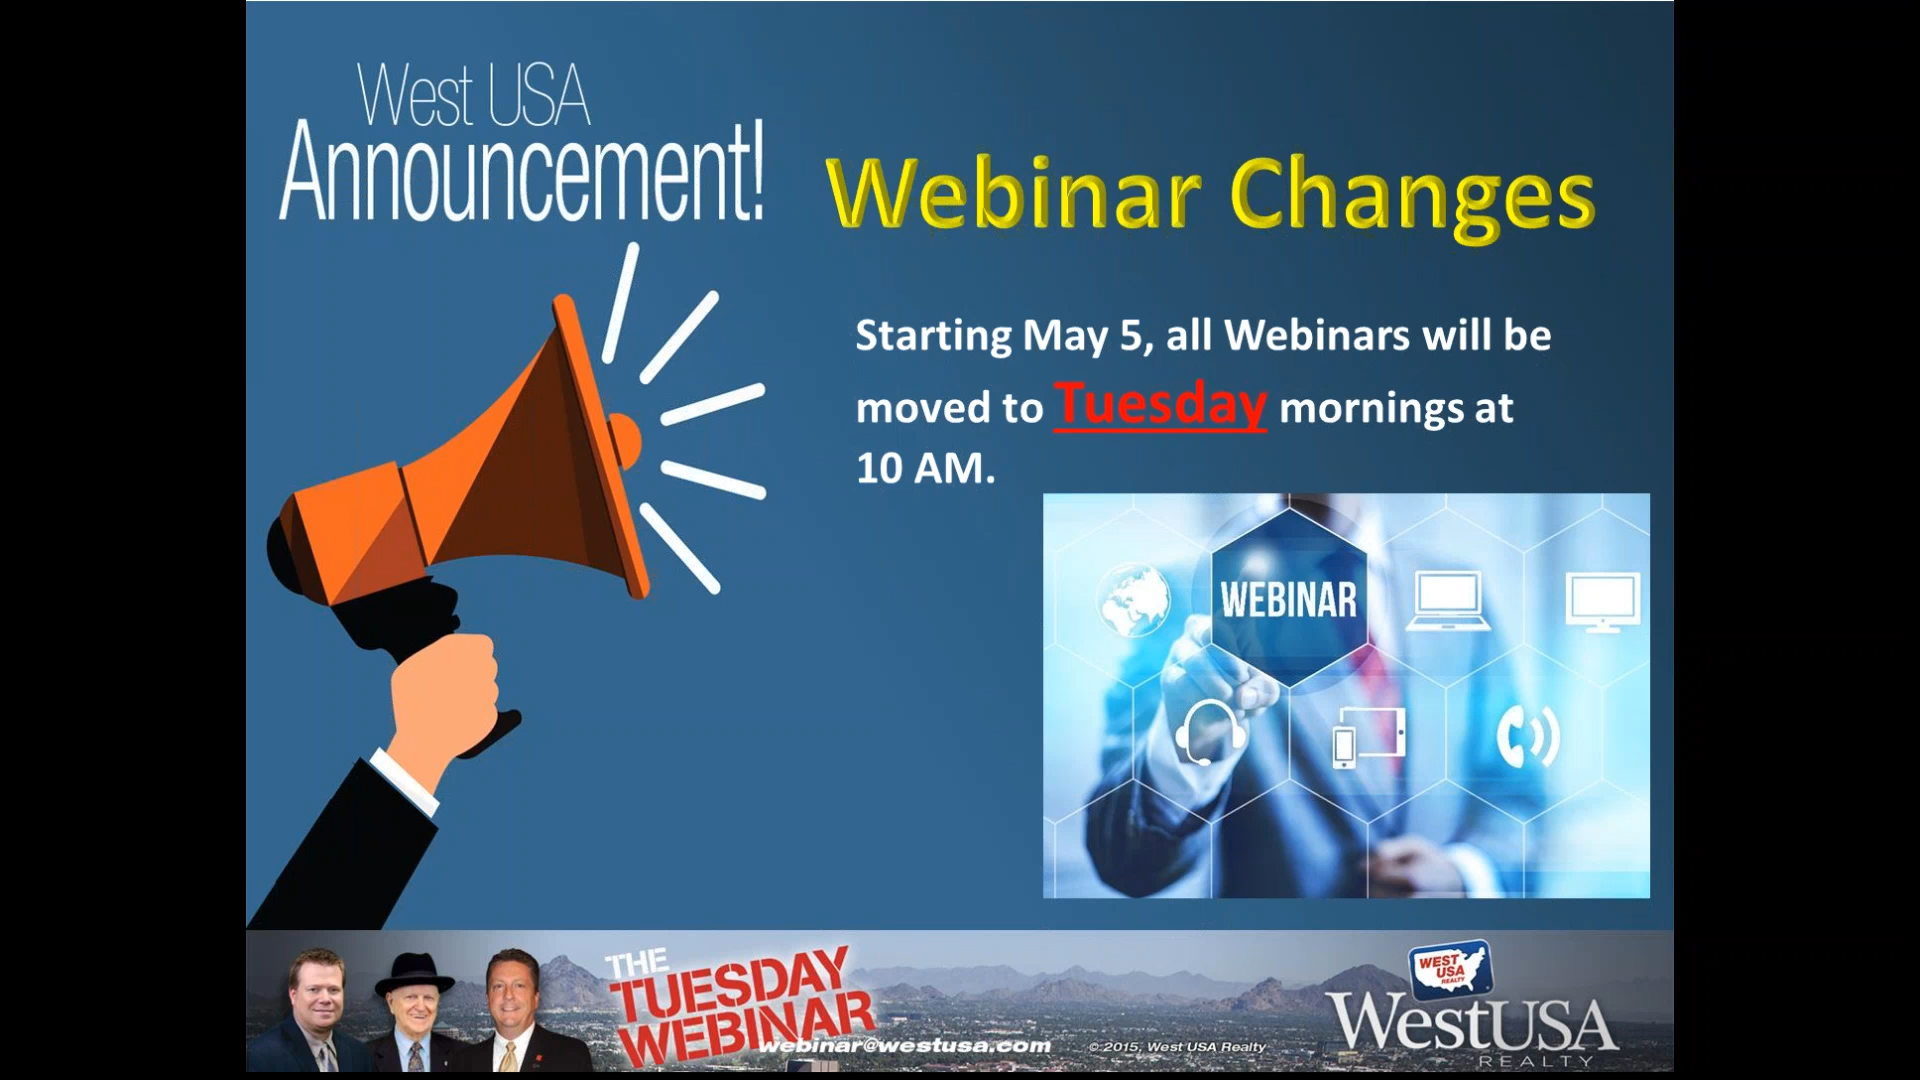 West USA
Announcement!
Webinar Changes
Starting May 5, all Webinars will be
moved to Tuesday mornings at
10 AM.
WEBINAR
THE
TUESDAY
WEBINAR
webinar@westusa.com
© 2015, West USA Realty
WEST
USA
REALTY
WestUSA
REALTY